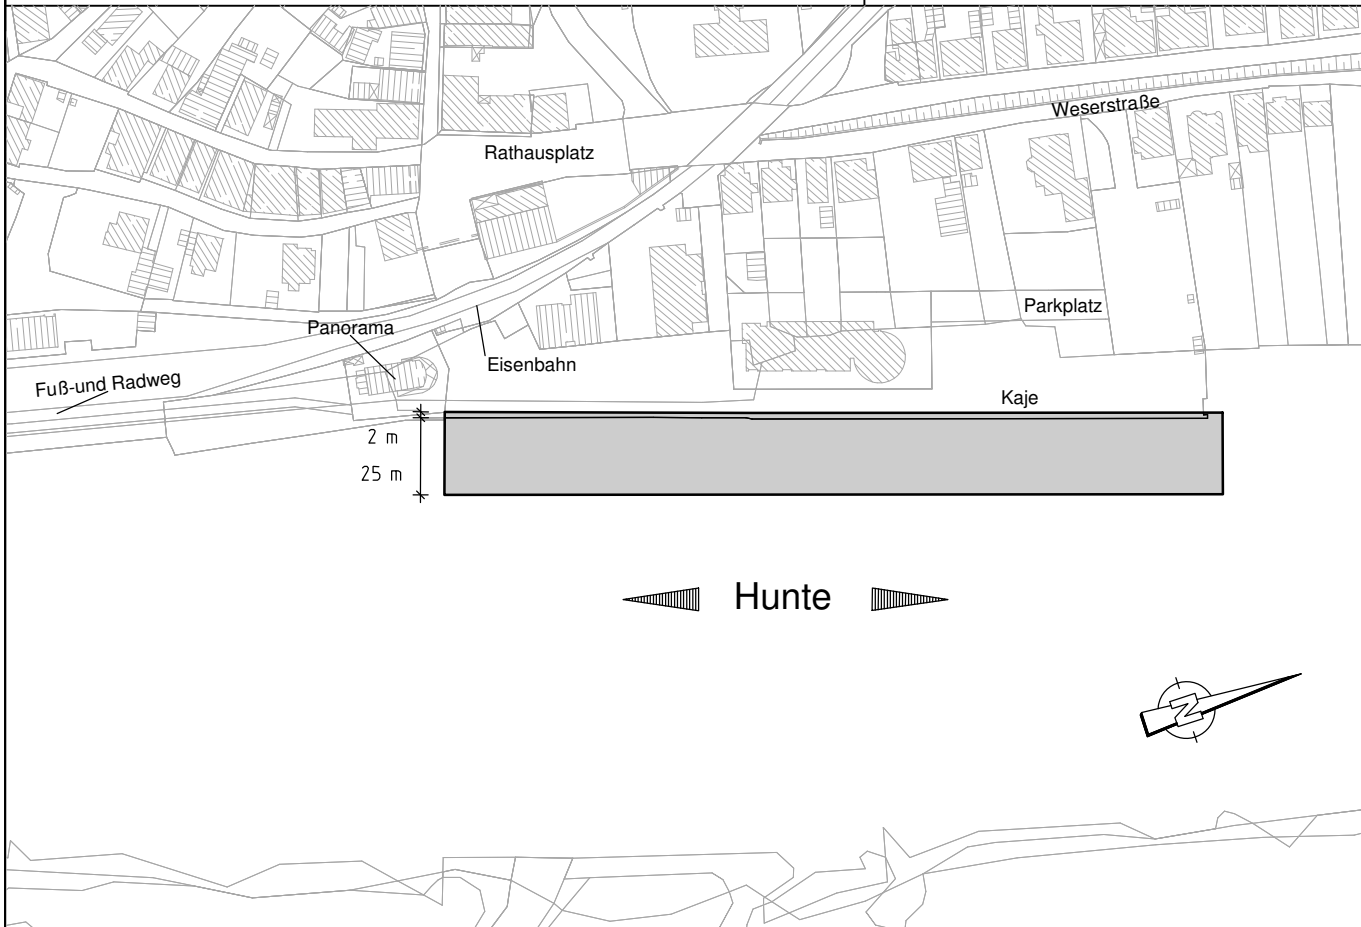 Weserstraße
Rathausplatz
Parkplatz
Panorama
Eisenbahn
Fuß-und Radweg
Kaje
2 m
25 m
Hunte
N